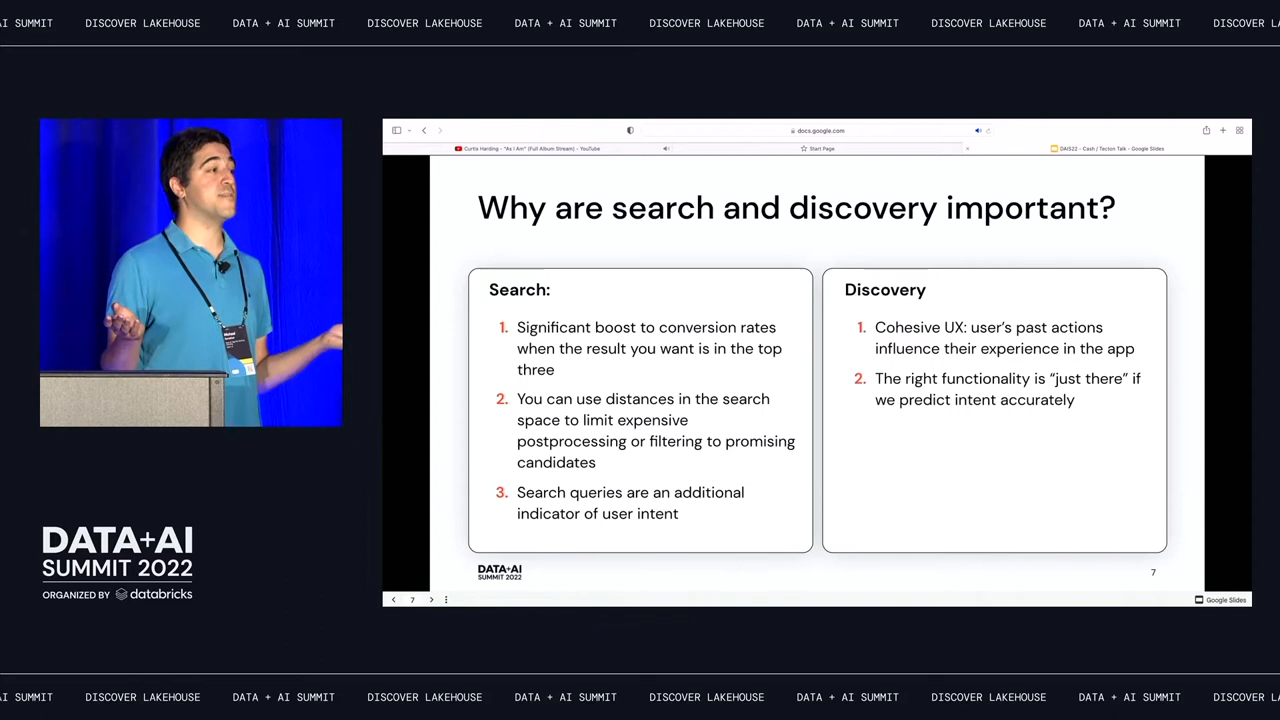 AI SUMMIT DISCOVER LAKEHOUSE DATA + AI SUMMIT DISCOVER LAKEHOUSE DATA + AI SUMMIT DISCOVER LAKEHOUSE DATA + AI SUMMIT DISCOVER LAKEHOUSE DATA + AI SUMMIT DISCOVER L
docs.google.com
Curtis Harding - "As I Am" (Full Album Stream) - YouTube
Start Page
DAIS22 - Cash / Tecton Talk - Google Slides
Why are search and discovery important?
Search:
1. Significant boost to conversion rates
when the result you want is in the top
three
2. You can use distances in the search
space to limit expensive
postprocessing or filtering to promising
candidates
3. Search queries are an additional
indicator of user intent
Discovery
1. Cohesive UX: user's past actions
influence their experience in the app
2. The right functionality is "just there" if
we predict intent accurately
DATA+AI
SUMMIT 2022
7
7
Google Slides
Michael
DATA+AI
SUMMIT 2022
ORGANIZED BY databricks
AI SUMMIT DISCOVER LAKEHOUSE DATA + AI SUMMIT DISCOVER LAKEHOUSE DATA + AI SUMMIT DISCOVER LAKEHOUSE DATA + AI SUMMIT DISCOVER LAKEHOUSE DATA + AI SUMMIT DISCOVER L